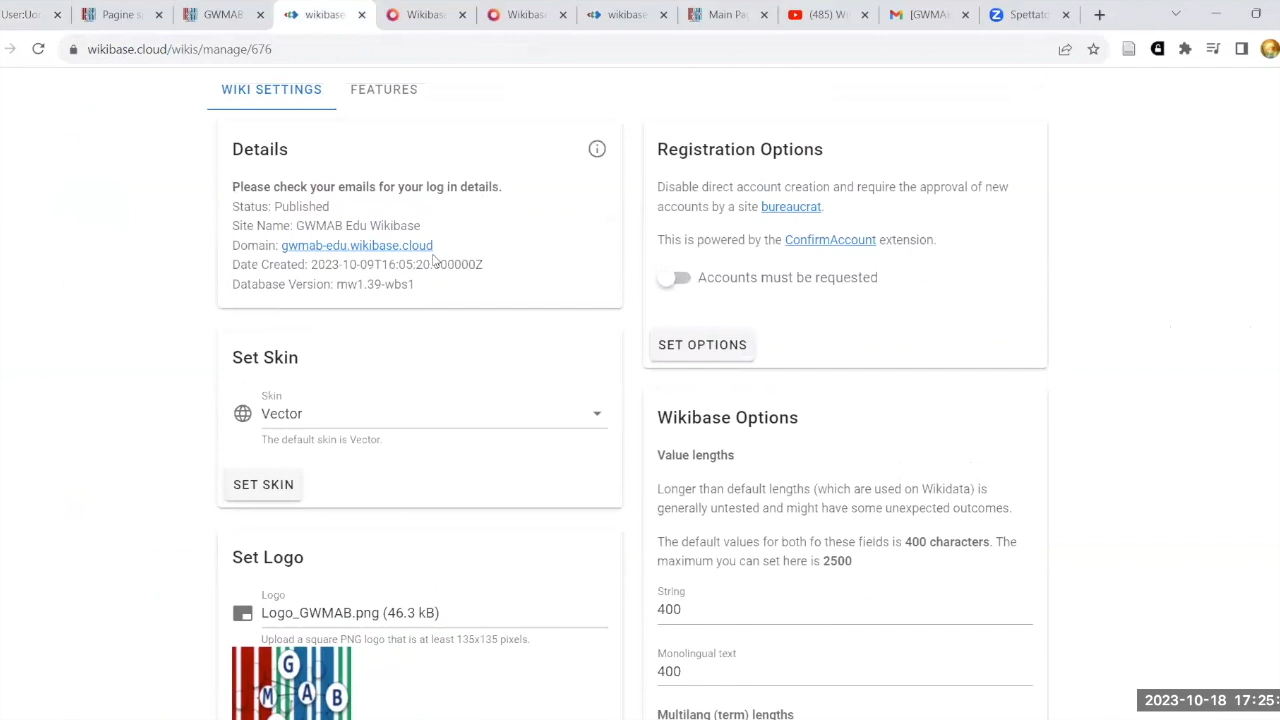 User:Uor
Pagine s
GWMAB
wikibase
Wikibas
Wikibas
wikibase
Main Pa
(485) W
[GWMA
Spettato
wikibase.cloud/wikis/manage/676
WIKI SETTINGS
FEATURES
Details
Please check your emails for your log in details.
Status: Published
Site Name: GWMAB Edu Wikibase
Domain: gwmab-edu.wikibase.cloud
Date Created: 2023-10-09T16:05:20.000000Z
Database Version: mw1.39-wbs1
Set Skin
Skin
Vector
The default skin is Vector.
SET SKIN
Set Logo
Logo
Logo_GWMAB.png (46.3 kB)
Upload a square PNG logo that is at least 135x135 pixels.
G
M A B
Registration Options
Disable direct account creation and require the approval of new
accounts by a site bureaucrat.
This is powered by the ConfirmAccount extension.
Accounts must be requested
SET OPTIONS
Wikibase Options
Value lengths
Longer than default lengths (which are used on Wikidata) is
generally untested and might have some unexpected outcomes.
The default values for both fo these fields is 400 characters. The
maximum you can set here is 2500
String
400
Monolingual text
400
Multilang (term) lengths
2023-10-18 17:25: